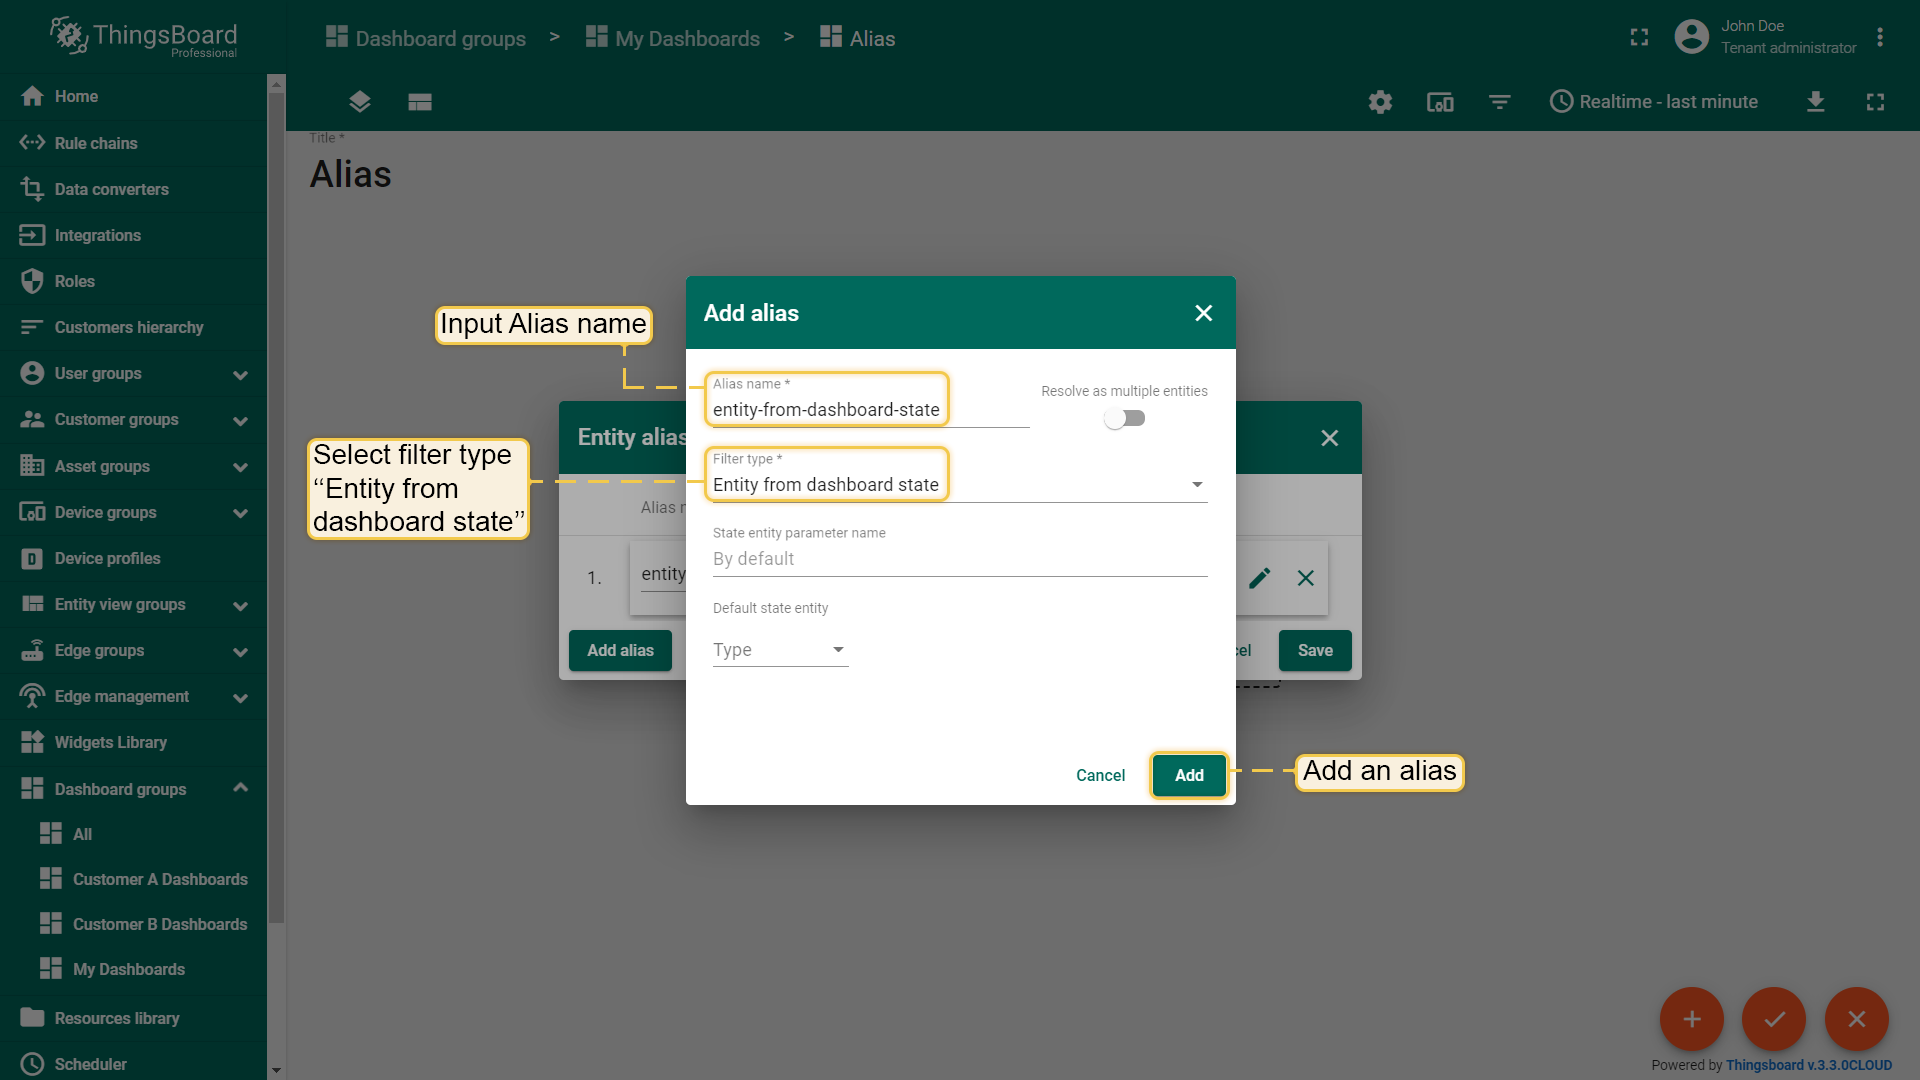 ThingsBoard
Professional
Dashboard groups > My Dashboards > Alias
John Doe
Tenant administrator
Realtime - last minute
Home
Rule chains
Data converters
Integrations
Roles
Customers hierarchy
User groups
Customer groups
Asset groups
Device groups
Device profiles
Entity view groups
Edge groups
Edge management
Widgets Library
Dashboard groups
All
Customer A Dashboards
Customer B Dashboards
My Dashboards
Resources library
Scheduler
Title *
Alias
Input Alias name
Select filter type
“Entity from
dashboard state”
Add alias
Alias name *
entity-from-dashboard-state
Resolve as multiple entities
Filter type *
Entity from dashboard state
State entity parameter name
By default
Default state entity
Type
Cancel
Add
Add an alias
Entity alias
Alias n
1.
entity
Add alias
cel
Save
Powered by Thingsboard v.3.3.0CLOUD